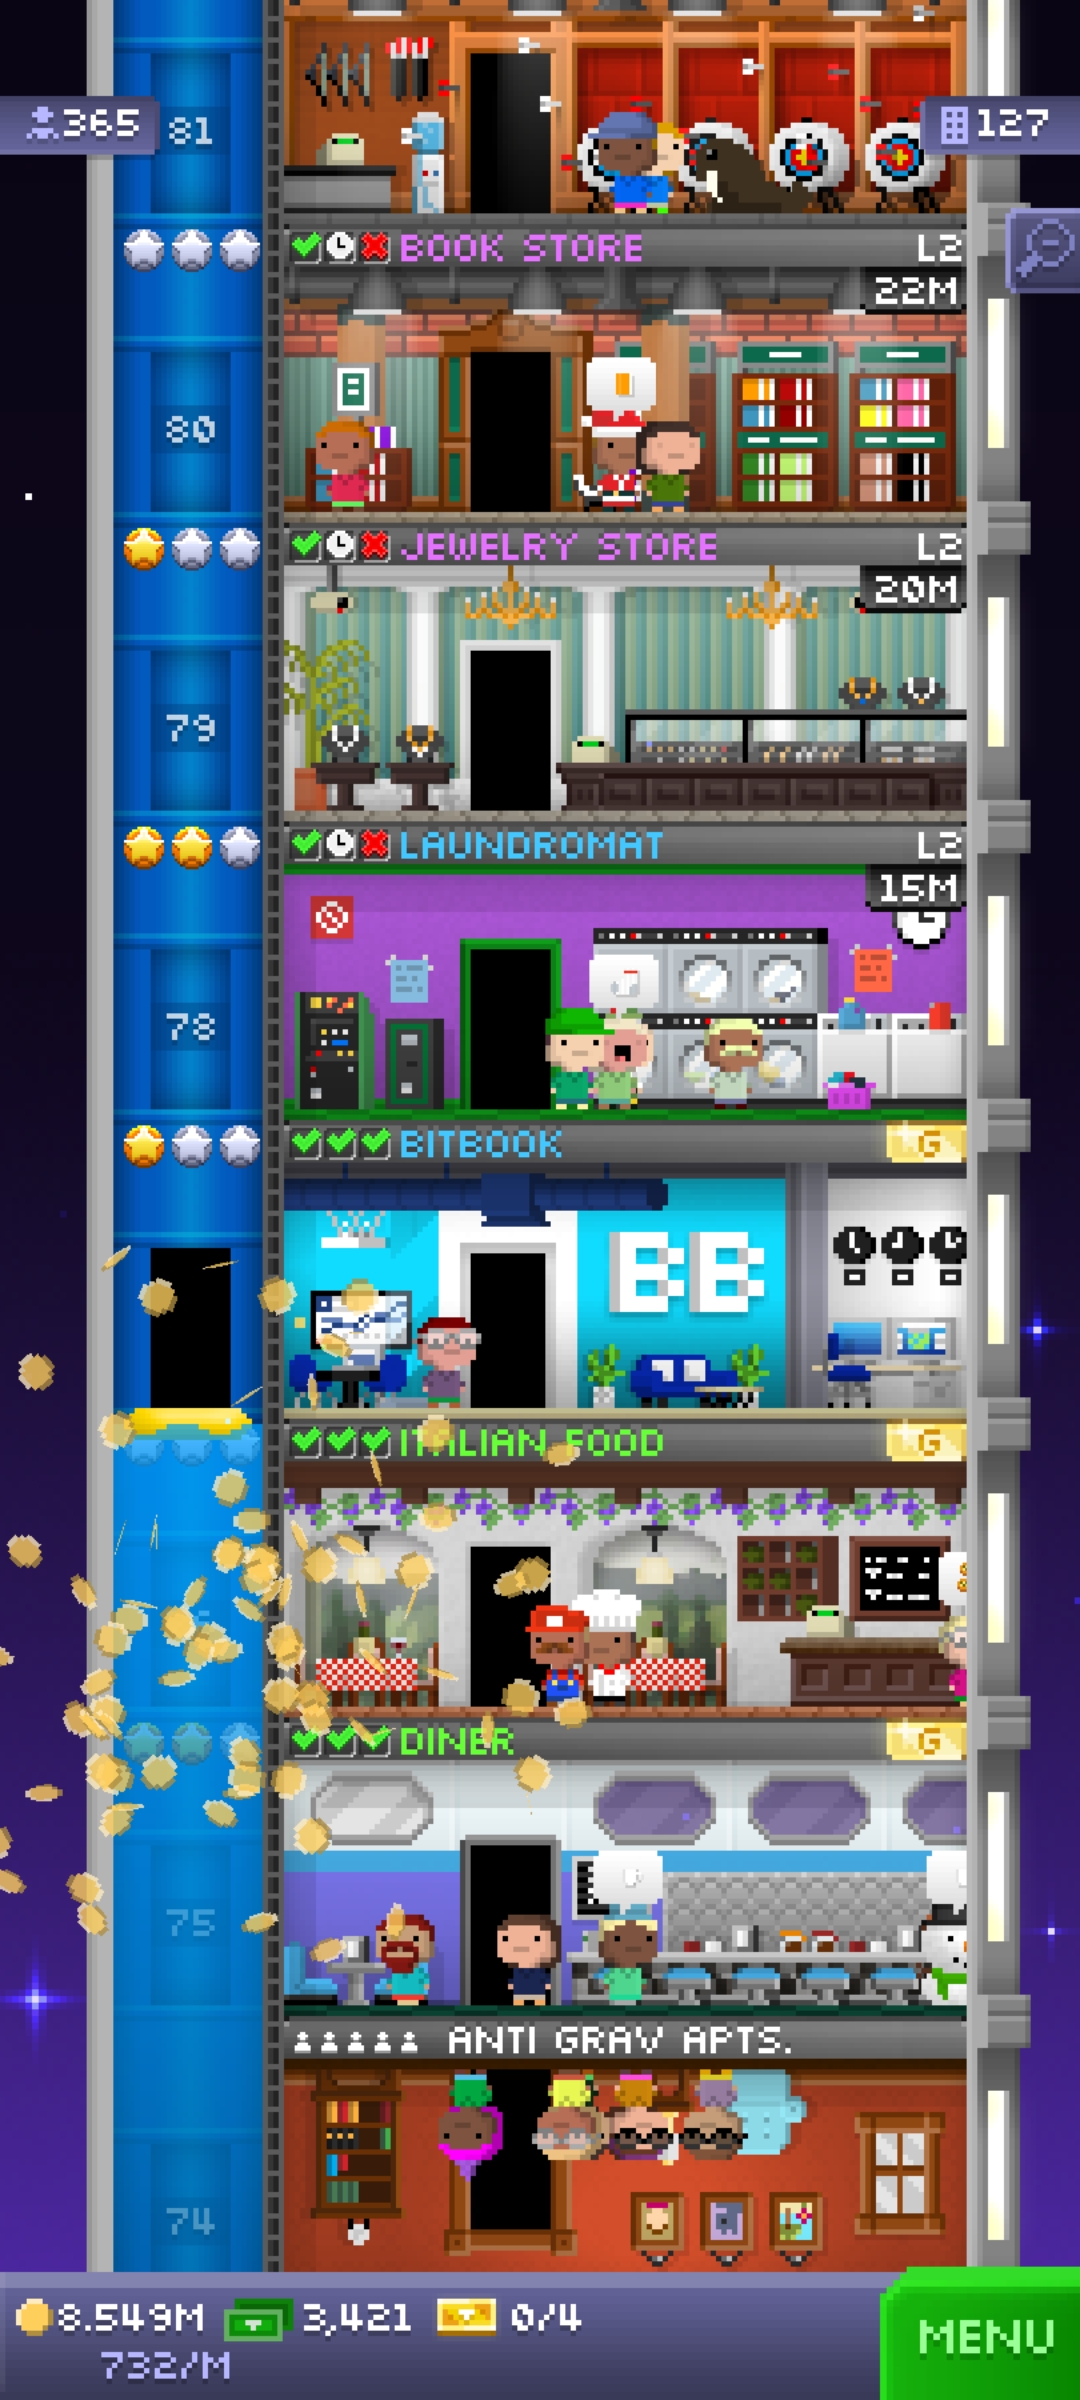 365
81
127
BOOK STORE L2
22M
80
JEWELRY STORE L2
20M
79
LAUNDROMAT L2
15M
78
BITBOOK G
BB
ITALIAN FOOD G
DINER G
75
ANTI GRAV APTS.
74
8.549M 3,421 0/4
732/M
MENU